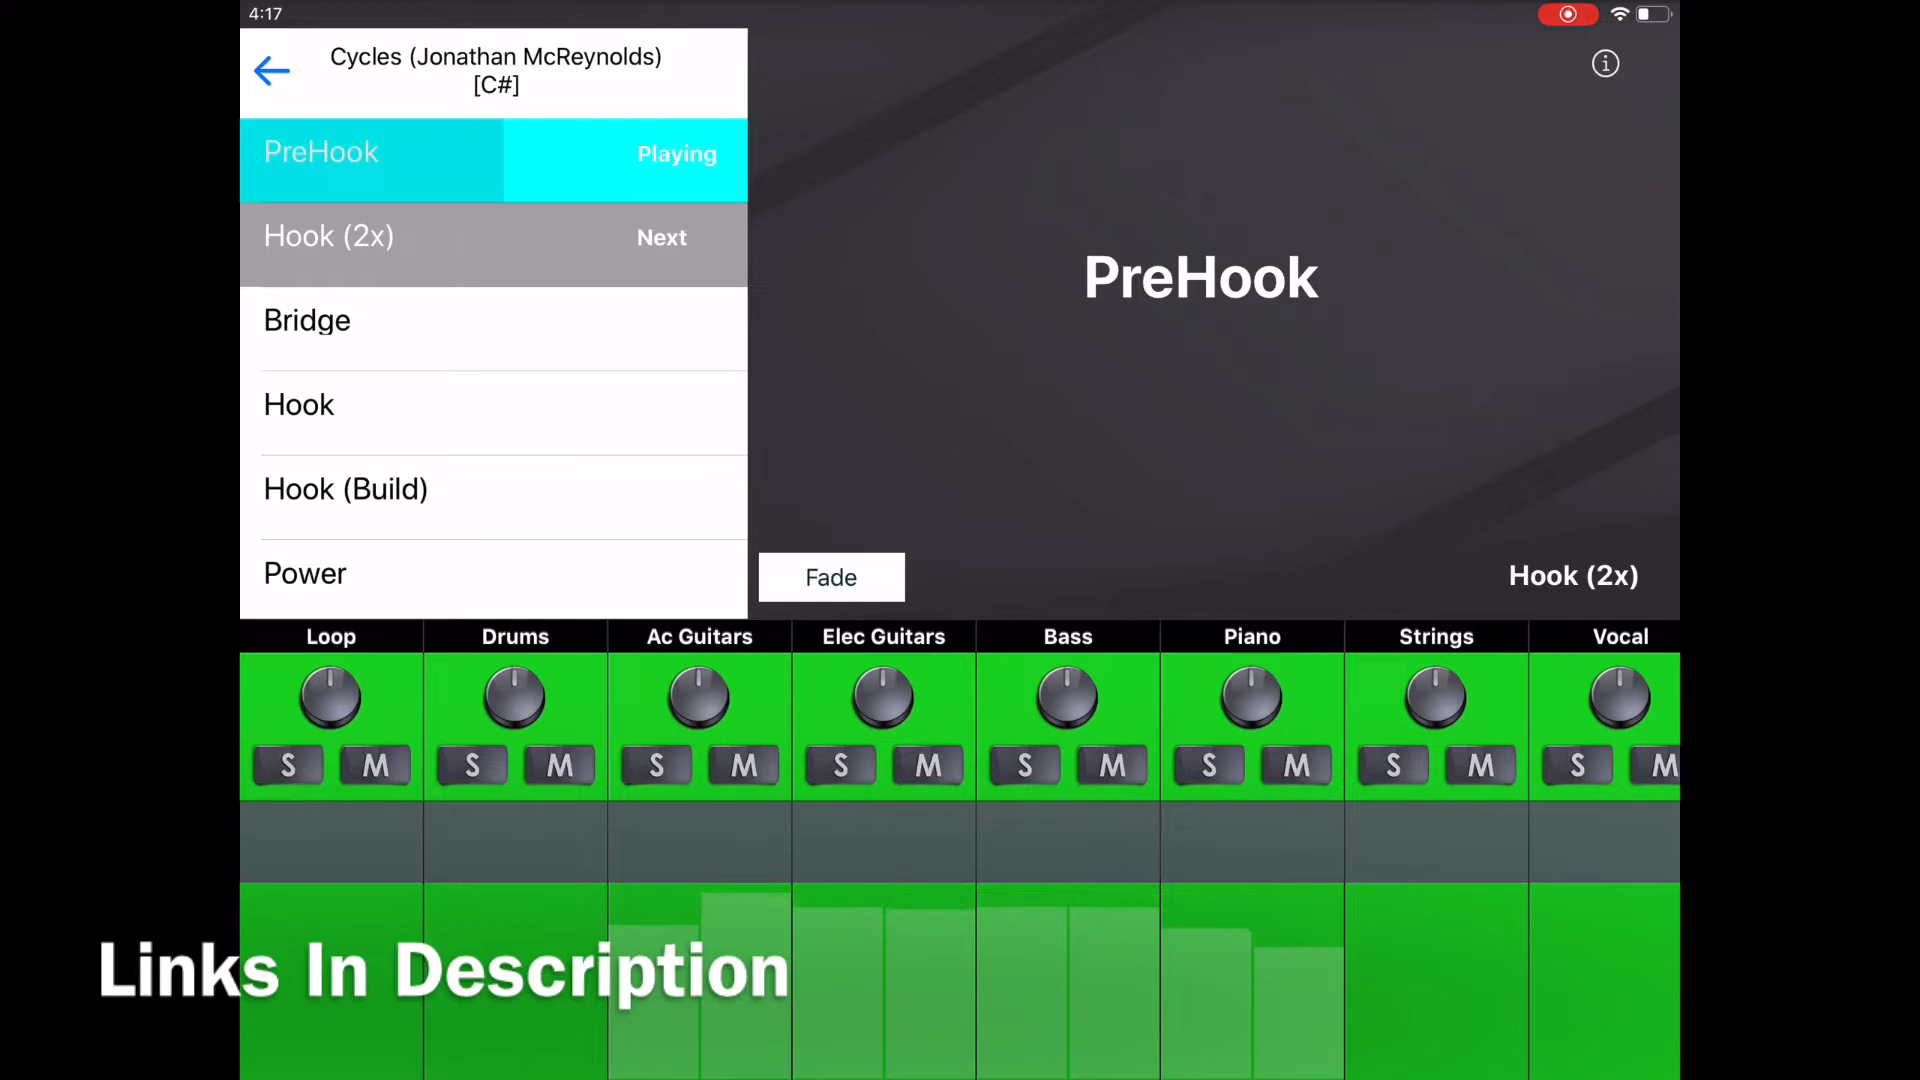 4:17
Cycles (Jonathan McReynolds)
[C#]
PreHook Playing
Hook (2x) Next
Bridge
Hook
Hook (Build)
Power
PreHook
Fade
Hook (2x)
Loop Drums Ac Guitars Elec Guitars Bass Piano Strings Vocal
S M S M S M S M S M S M S M S M
Links In Description